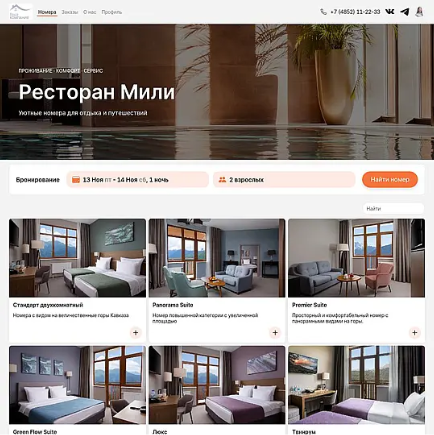 Номера Заказы О нас Профиль
+7 (4852) 11-22-33
ПРОЖИВАНИЕ · КОМФОРТ · СЕРВИС
Ресторан Мили
Уютные номера для отдыха и путешествий
Бронирование
13 Ноя пт - 14 Ноя сб, 1 ночь
2 взрослых
Найти номер
Найти
Стандарт двухкомнатный
Номера с видом на величественные горы Кавказа
Panorama Suite
Номер повышенной категории с увеличенной
площадью
Premier Suite
Просторный и комфортабельный номер с
панорамными видами на горы.
Green Flow Suite
Люкс